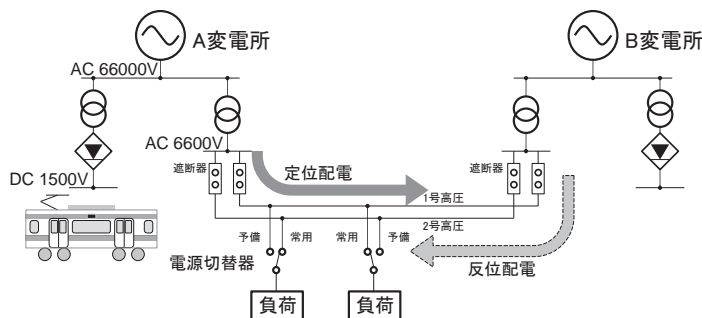 A変電所
B変電所
AC 66000V
AC 6600V
遮断器
定位配電
遮断器
DC 1500V
1号高圧
2号高圧
予備
常用
常用
予備
電源切替器
反位配電
負荷
負荷